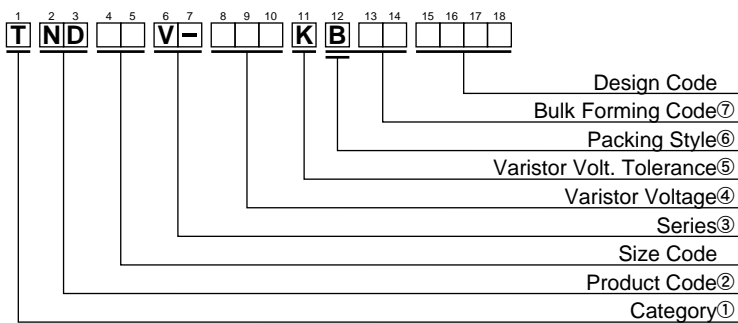 1 2 3 4 5 6 7 8 9 10 11 12 13 14 15 16 17 18
T ND V- K B
Design Code
Bulk Forming Code⑦
Packing Style⑥
Varistor Volt. Tolerance⑤
Varistor Voltage④
Series③
Size Code
Product Code②
Category①